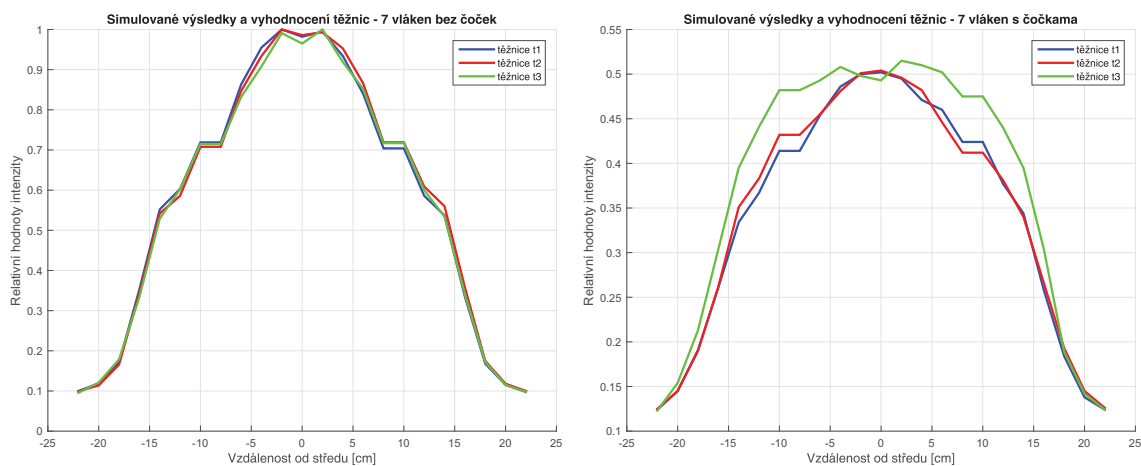 Simulované výsledky a vyhodnocení těžnic - 7 vláken bez čoček
těžnice t1
těžnice t2
těžnice t3
Relativní hodnoty intenzity
1
0.9
0.8
0.7
0.6
0.5
0.4
0.3
0.2
0.1
0
-25 -20 -15 -10 -5 0 5 10 15 20 25
Vzdálenost od středu [cm]
Simulované výsledky a vyhodnocení těžnic - 7 vláken s čočkama
těžnice t1
těžnice t2
těžnice t3
Relativní hodnoty intenzity
0.55
0.5
0.45
0.4
0.35
0.3
0.25
0.2
0.15
0.1
-25 -20 -15 -10 -5 0 5 10 15 20 25
Vzdálenost od středu [cm]